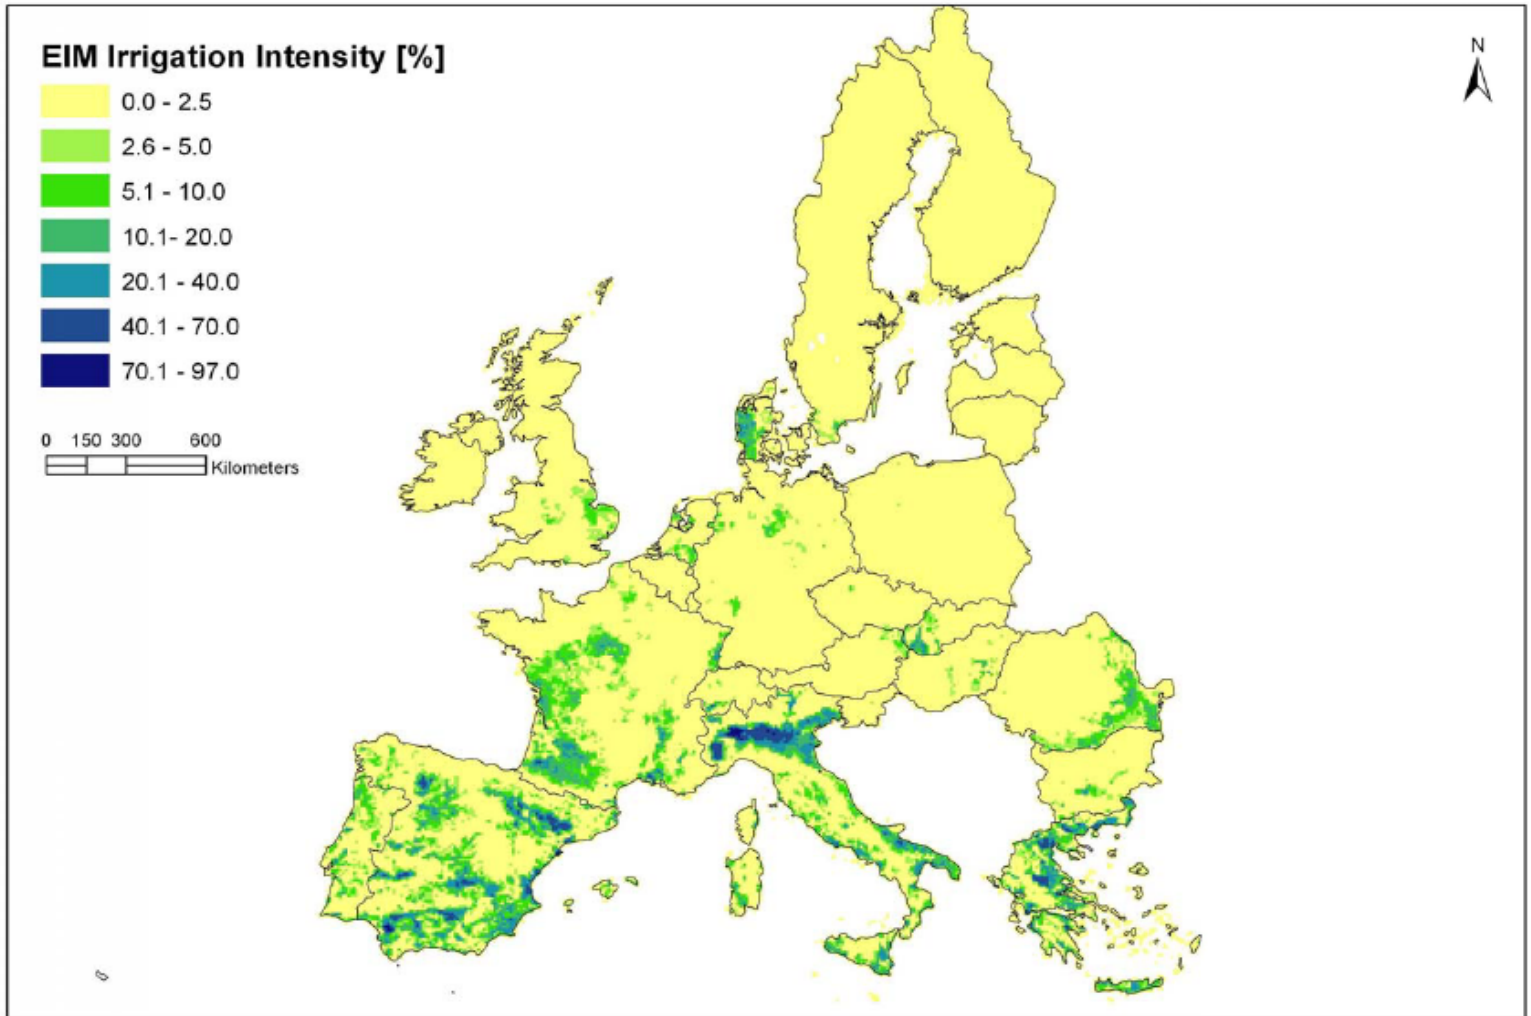 EIM Irrigation Intensity [%]
0.0 - 2.5
2.6 - 5.0
5.1 - 10.0
10.1- 20.0
20.1 - 40.0
40.1 - 70.0
70.1 - 97.0
0 150 300 600
Kilometers
N